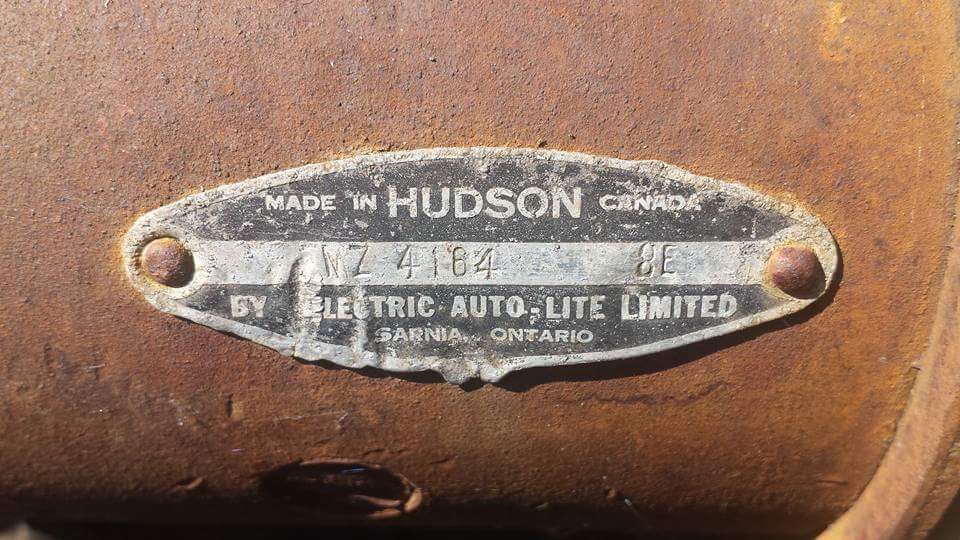 MADE IN HUDSON CANADA
WZ 4164 8E
BY ELECTRIC AUTO-LITE LIMITED
SARNIA, ONTARIO